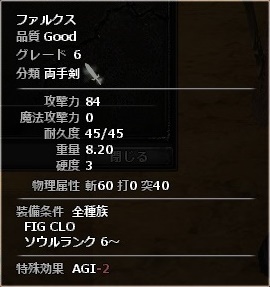 ファルクス
品質 Good
グレード 6
分類 両手剣
攻撃力 84
魔法攻撃力 0
耐久度 45/45
重量 8.20
硬度 3
閉じる
物理属性 斬60 打0 突40
装備条件 全種族
FIG CLO
ソウルランク 6～
特殊効果 AGI-2